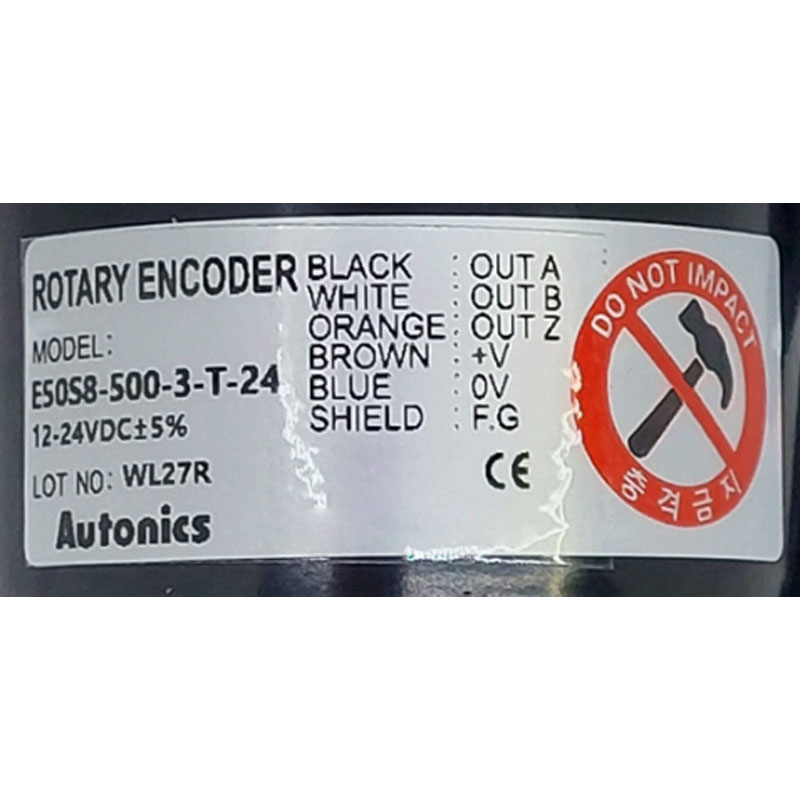 ROTARY ENCODER
MODEL:
E50S8-500-3-T-24
12-24VDC±5%
LOT NO: WL27R
Autonics
BLACK : OUT A
WHITE : OUT B
ORANGE : OUT Z
BROWN : +V
BLUE : 0V
SHIELD : F.G
CE
DO NOT IMPACT
충격금지